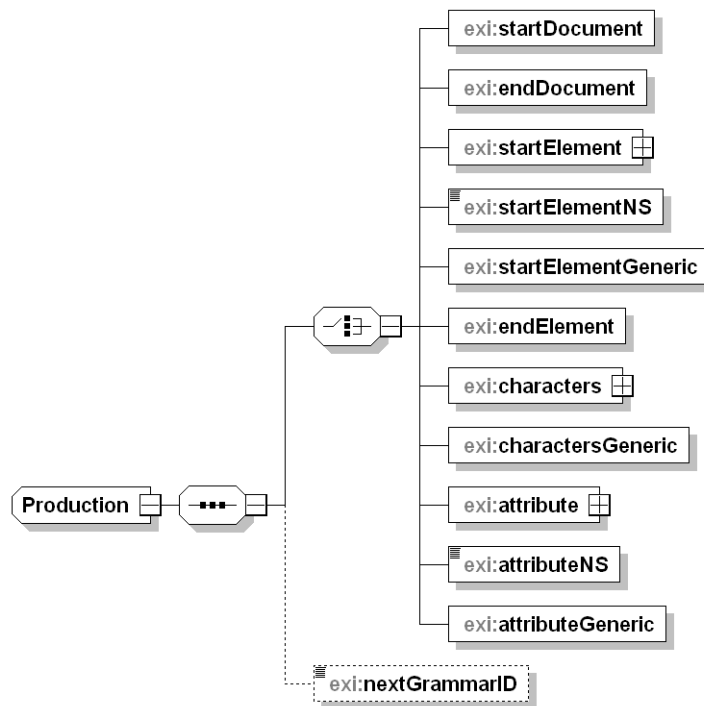 exi:startDocument
exi:endDocument
exi:startElement
exi:startElementNS
exi:startElementGeneric
exi:endElement
exi:characters
exi:charactersGeneric
Production
exi:attribute
exi:attributeNS
exi:attributeGeneric
exi:nextGrammarID